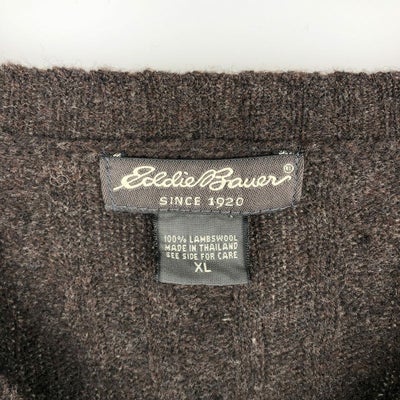 Eddie Bauer®
SINCE 1920
100% LAMBSWOOL
MADE IN THAILAND
SEE SIDE FOR CARE
XL